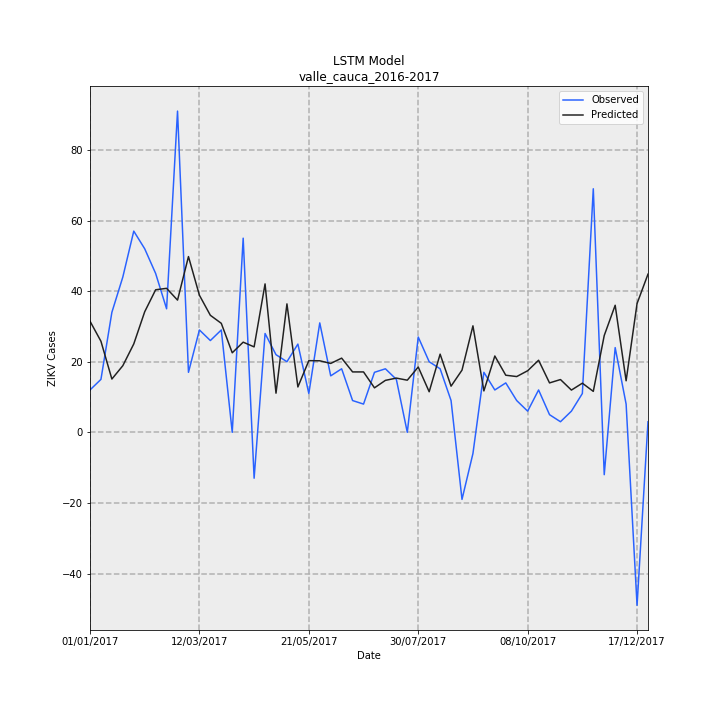 LSTM Model
valle_cauca_2016-2017
Observed
Predicted
80
60
40
20
0
−20
−40
ZIKV Cases
01/01/2017
12/03/2017
21/05/2017
30/07/2017
08/10/2017
17/12/2017
Date